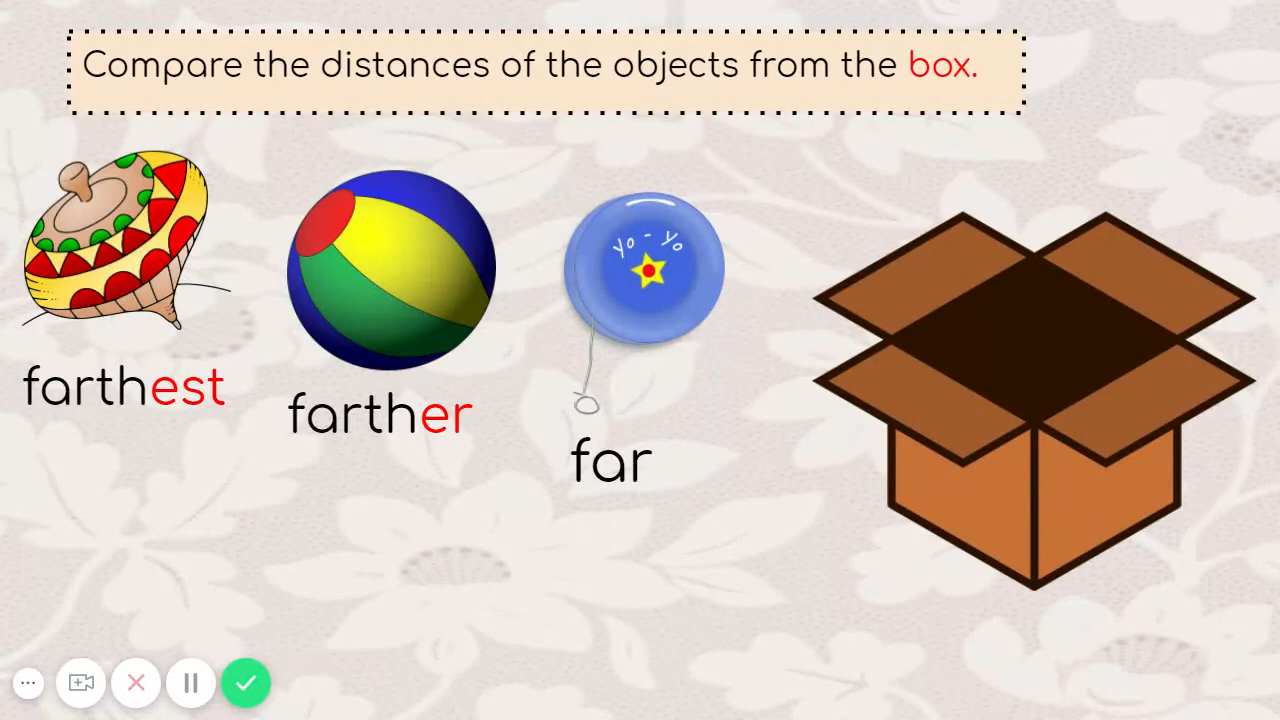 Compare the distances of the objects from the box.
yo - yo
farthest
farther
far